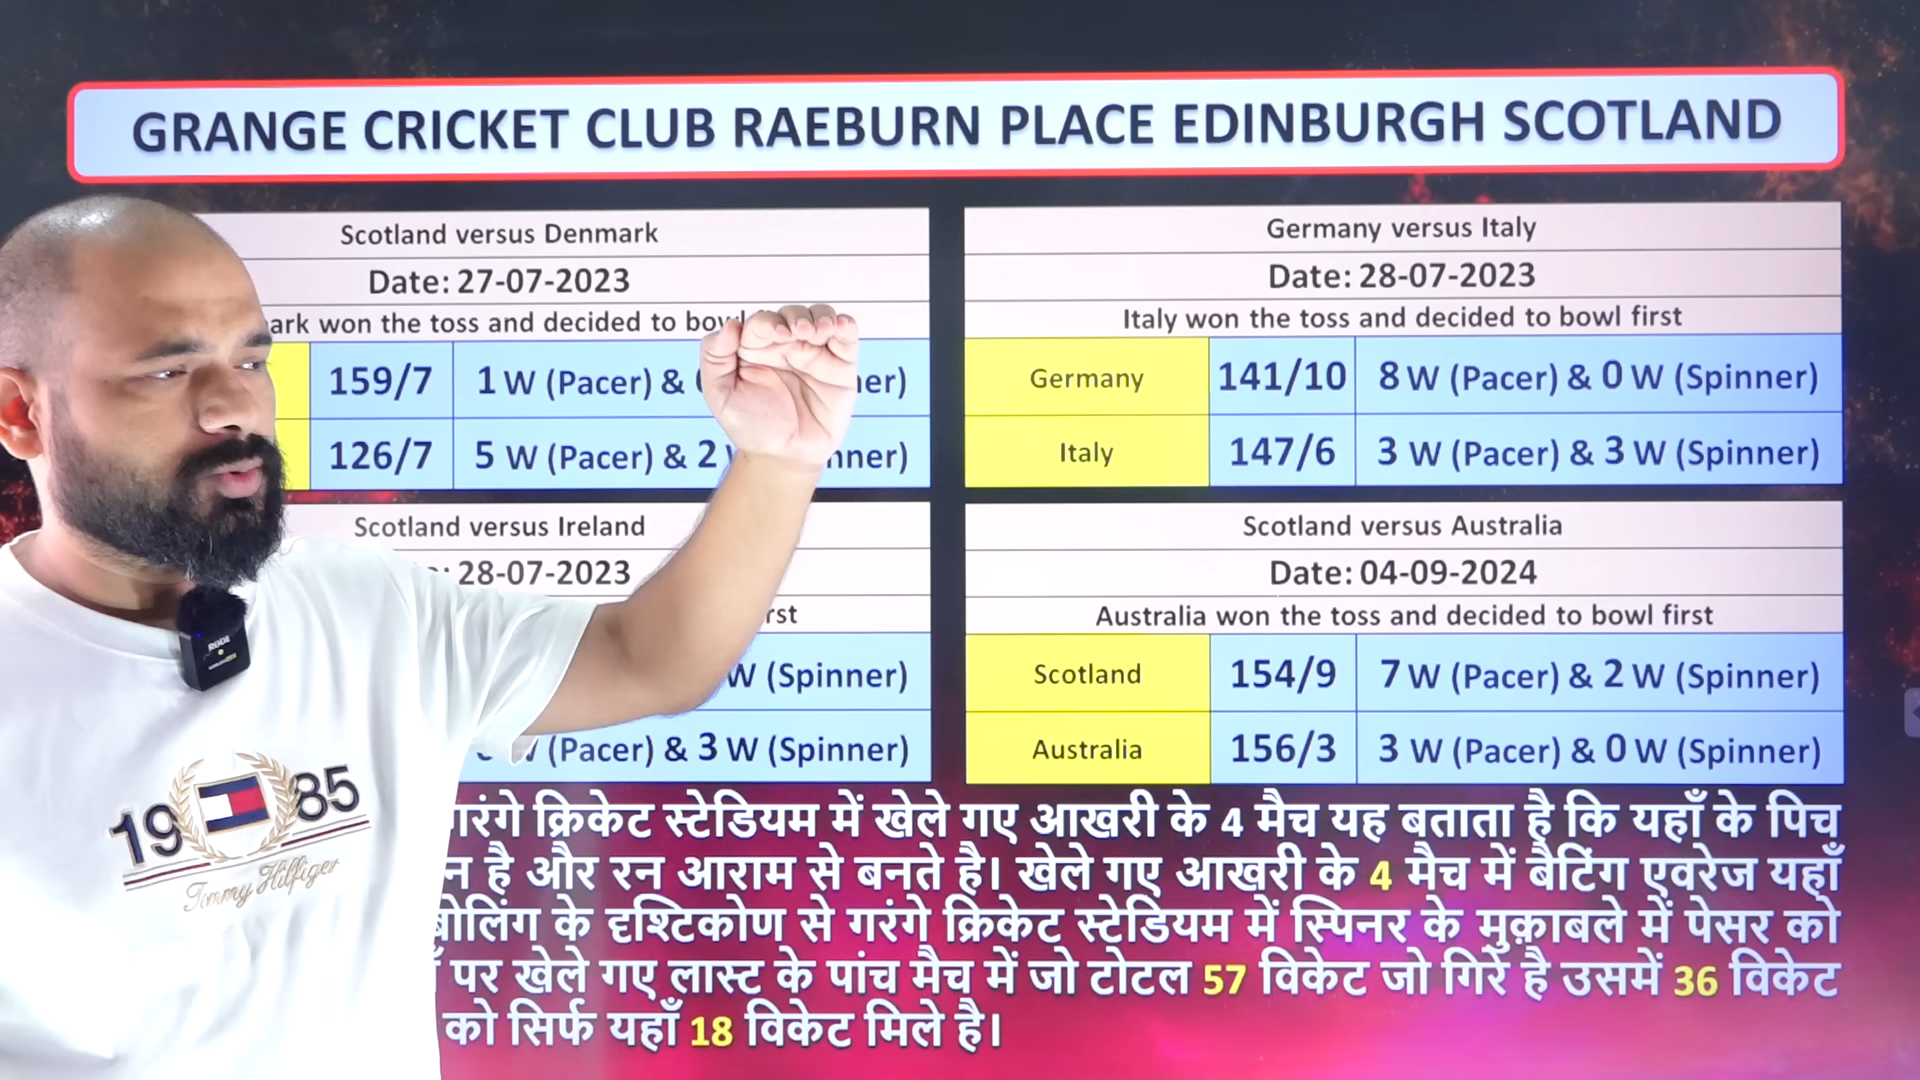 GRANGE CRICKET CLUB RAEBURN PLACE EDINBURGH SCOTLAND
Scotland versus Denmark
Date: 27-07-2023
won the toss and decided to
159/7 1 W (Pacer) &
126/7 5 W (Pacer) & 2
Germany versus Italy
Date: 28-07-2023
Italy won the toss and decided to bowl first
Germany 141/10 8 W (Pacer) & 0 W (Spinner)
Italy 147/6 3 W (Pacer) & 3 W (Spinner)
Scotland versus Ireland
28-07-2023
W (Spinner)
(Pacer) & 3 W (Spinner)
Scotland versus Australia
Date: 04-09-2024
Australia won the toss and decided to bowl first
Scotland 154/9 7 W (Pacer) & 2 W (Spinner)
Australia 156/3 3 W (Pacer) & 0 W (Spinner)
क्रिकेट स्टेडियम में खेले गए आखरी के 4 मैच यह बताता है कि यहाँ के पिच
है और रन आराम से बनते है। खेले गए आखरी के 4 मैच में बैटिंग एवरेज यहाँ
बोलिंग के दृश्टिकोण से गरंगे क्रिकेट स्टेडियम में स्पिनर के मुक़ाबले में पेसर को
पर खेले गए लास्ट के पांच मैच में जो टोटल 57 विकेट जो गिरे है उसमें 36 विकेट
को सिर्फ यहाँ 18 विकेट मिले है।
RODE
1985
Tommy Hilfiger